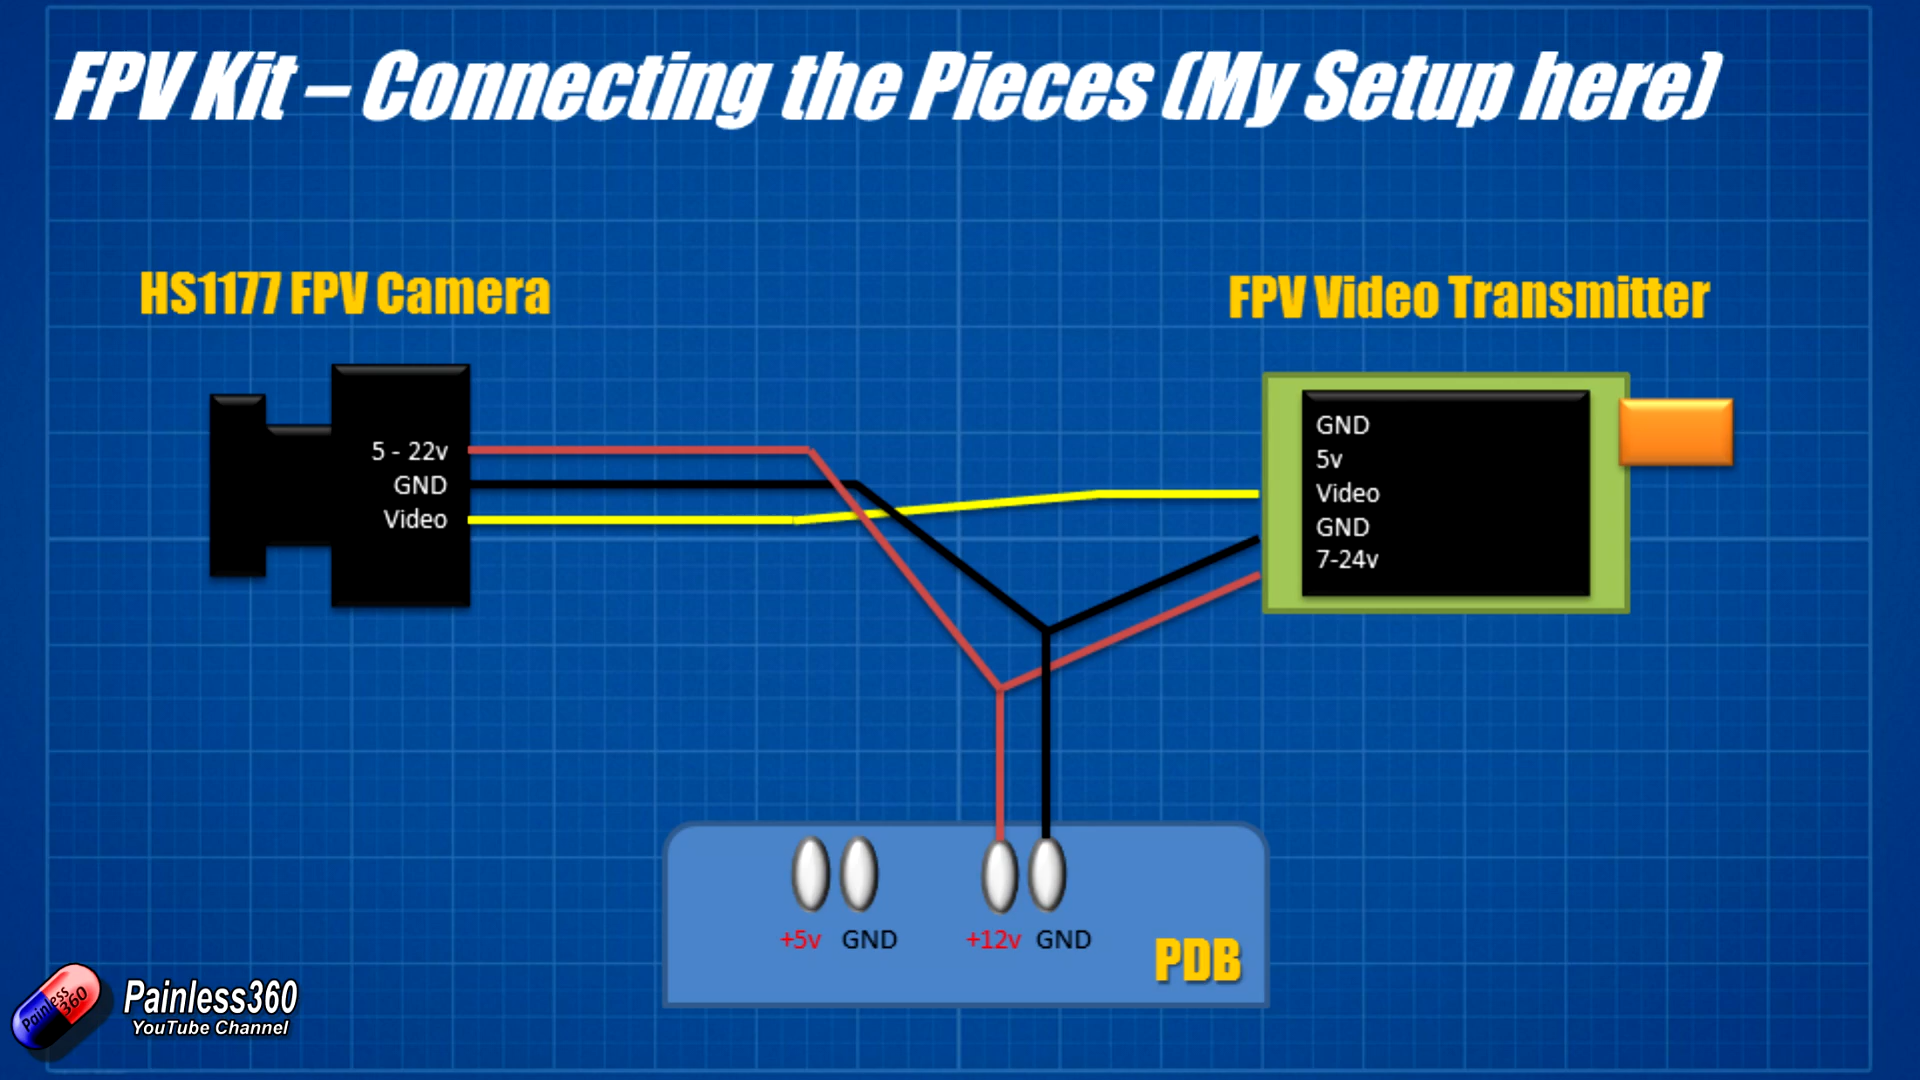 FPV Kit – Connecting the Pieces (My Setup here)
HS1177 FPV Camera
FPV Video Transmitter
5 - 22v
GND
Video
GND
5v
Video
GND
7-24v
+5v GND +12v GND
PDB
Painless360
Painless360
YouTube Channel